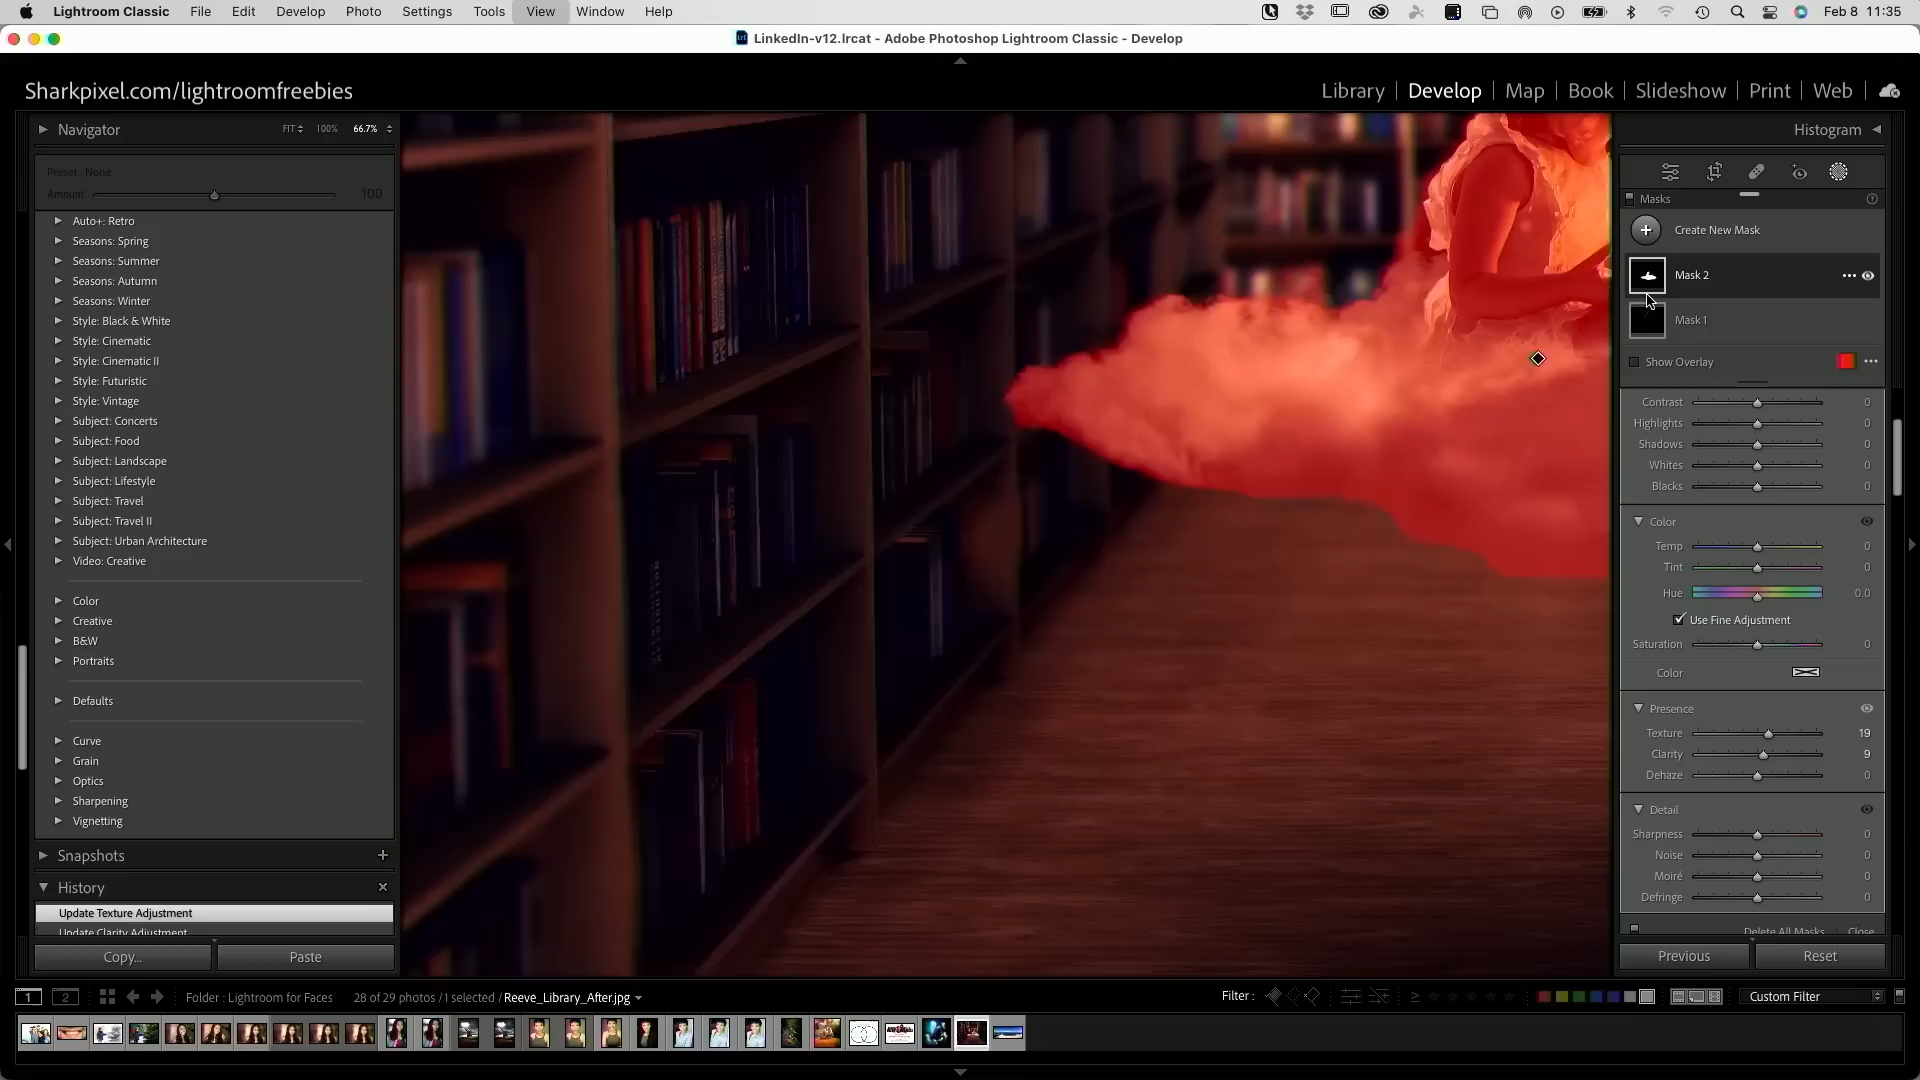 Lightroom Classic File Edit Develop Photo Settings Tools View Window Help Feb 8 11:35
LinkedIn-v12.lrcat - Adobe Photoshop Lightroom Classic - Develop
Sharkpixel.com/lightroomfreebies
Library | Develop | Map | Book | Slideshow | Print | Web
Navigator FIT 100% 66.7%
Preset : None
Amount 100
Auto+: Retro
Seasons: Spring
Seasons: Summer
Seasons: Autumn
Seasons: Winter
Style: Black & White
Style: Cinematic
Style: Cinematic II
Style: Futuristic
Style: Vintage
Subject: Concerts
Subject: Food
Subject: Landscape
Subject: Lifestyle
Subject: Travel
Subject: Travel II
Subject: Urban Architecture
Video: Creative
Color
Creative
B&W
Portraits
Defaults
Curve
Grain
Optics
Sharpening
Vignetting
Snapshots +
History
Update Texture Adjustment
Update Clarity Adjustment
Copy... Paste
Histogram
Masks
Create New Mask
Mask 2
Mask 1
Show Overlay
Contrast 0
Highlights 0
Shadows 0
Whites 0
Blacks 0
Color
Temp 0
Tint 0
Hue 0.0
Use Fine Adjustment
Saturation 0
Color
Presence
Texture 19
Clarity 9
Dehaze 0
Detail
Sharpness 0
Noise 0
Moiré 0
Defringe 0
Delete All Masks Close
Previous Reset
1 2 Folder : Lightroom for Faces 28 of 29 photos /1 selected / Reeve_Library_After.jpg Filter : Custom Filter